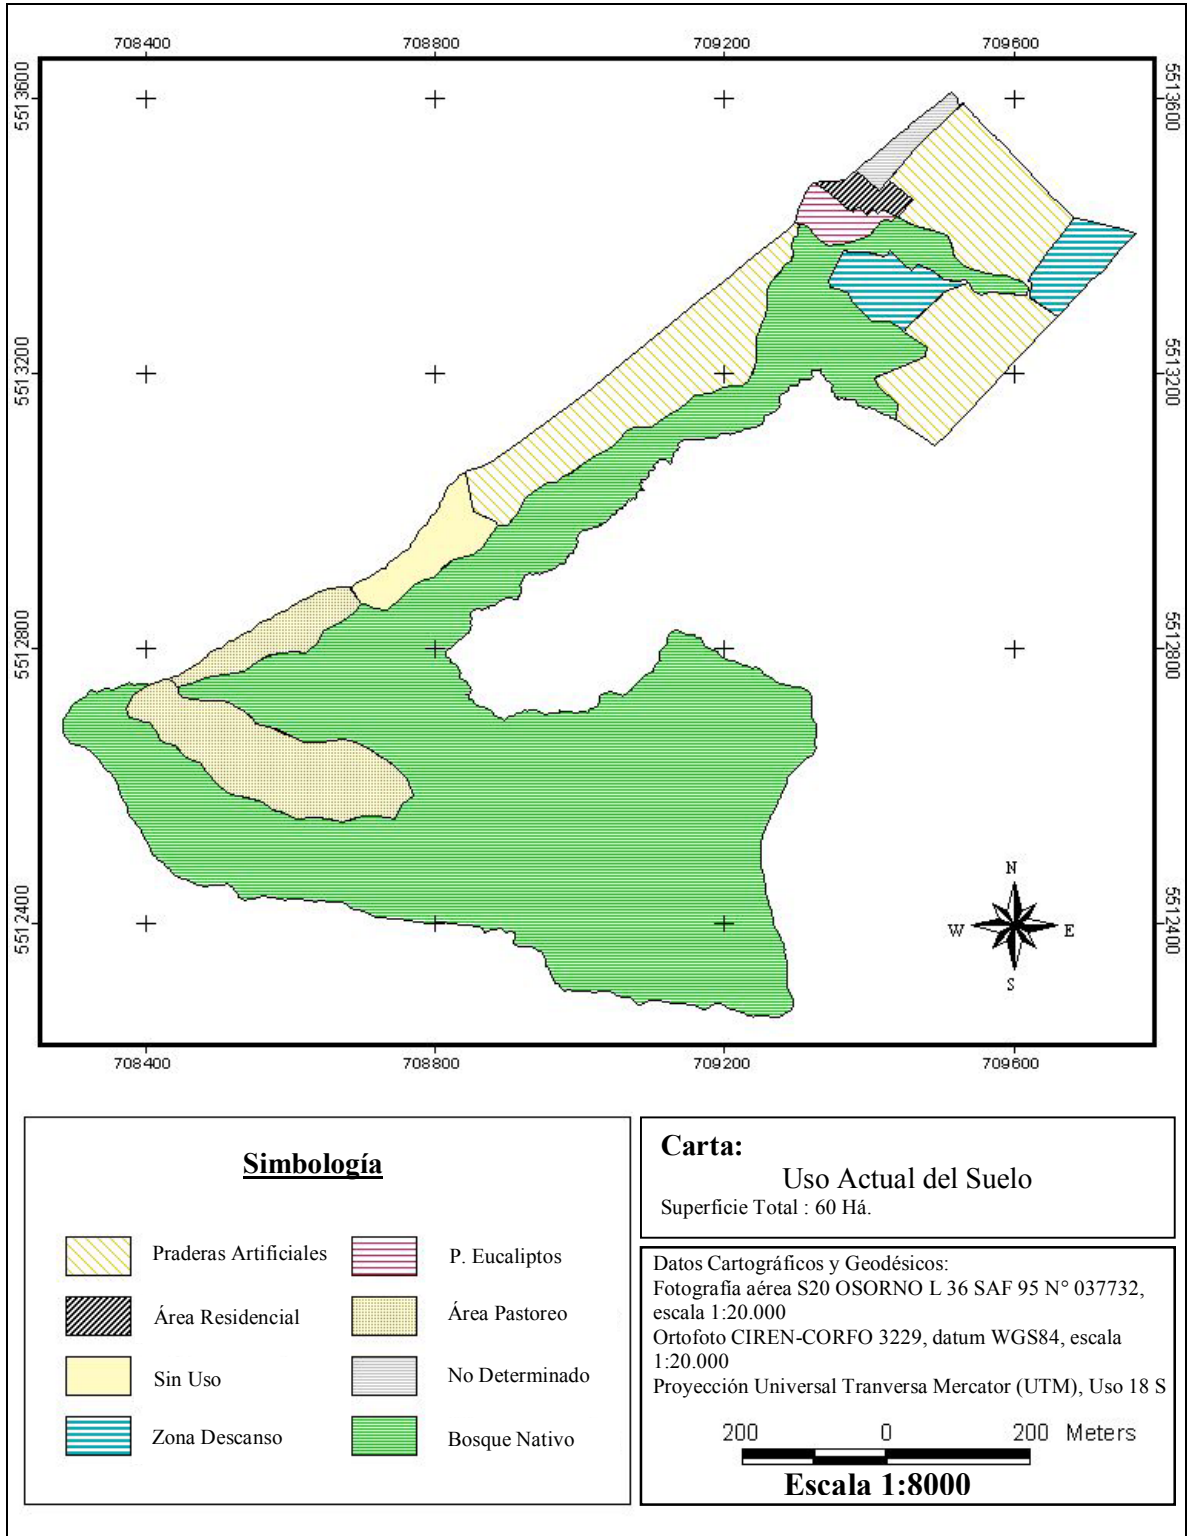 708400 708800 709200 709600
5513600 5513600
5513200 5513200
5512800 5512800
5512400 5512400
N
W E
S
708400 708800 709200 709600
Simbología
Praderas Artificiales
Área Residencial
Sin Uso
Zona Descanso
P. Eucaliptos
Área Pastoreo
No Determinado
Bosque Nativo
Carta:
Uso Actual del Suelo
Superficie Total : 60 Há.
Datos Cartográficos y Geodésicos:
Fotografía aérea S20 OSORNO L 36 SAF 95 N° 037732,
escala 1:20.000
Ortofoto CIREN-CORFO 3229, datum WGS84, escala
1:20.000
Proyección Universal Tranversa Mercator (UTM), Uso 18 S
200 0 200 Meters
Escala 1:8000